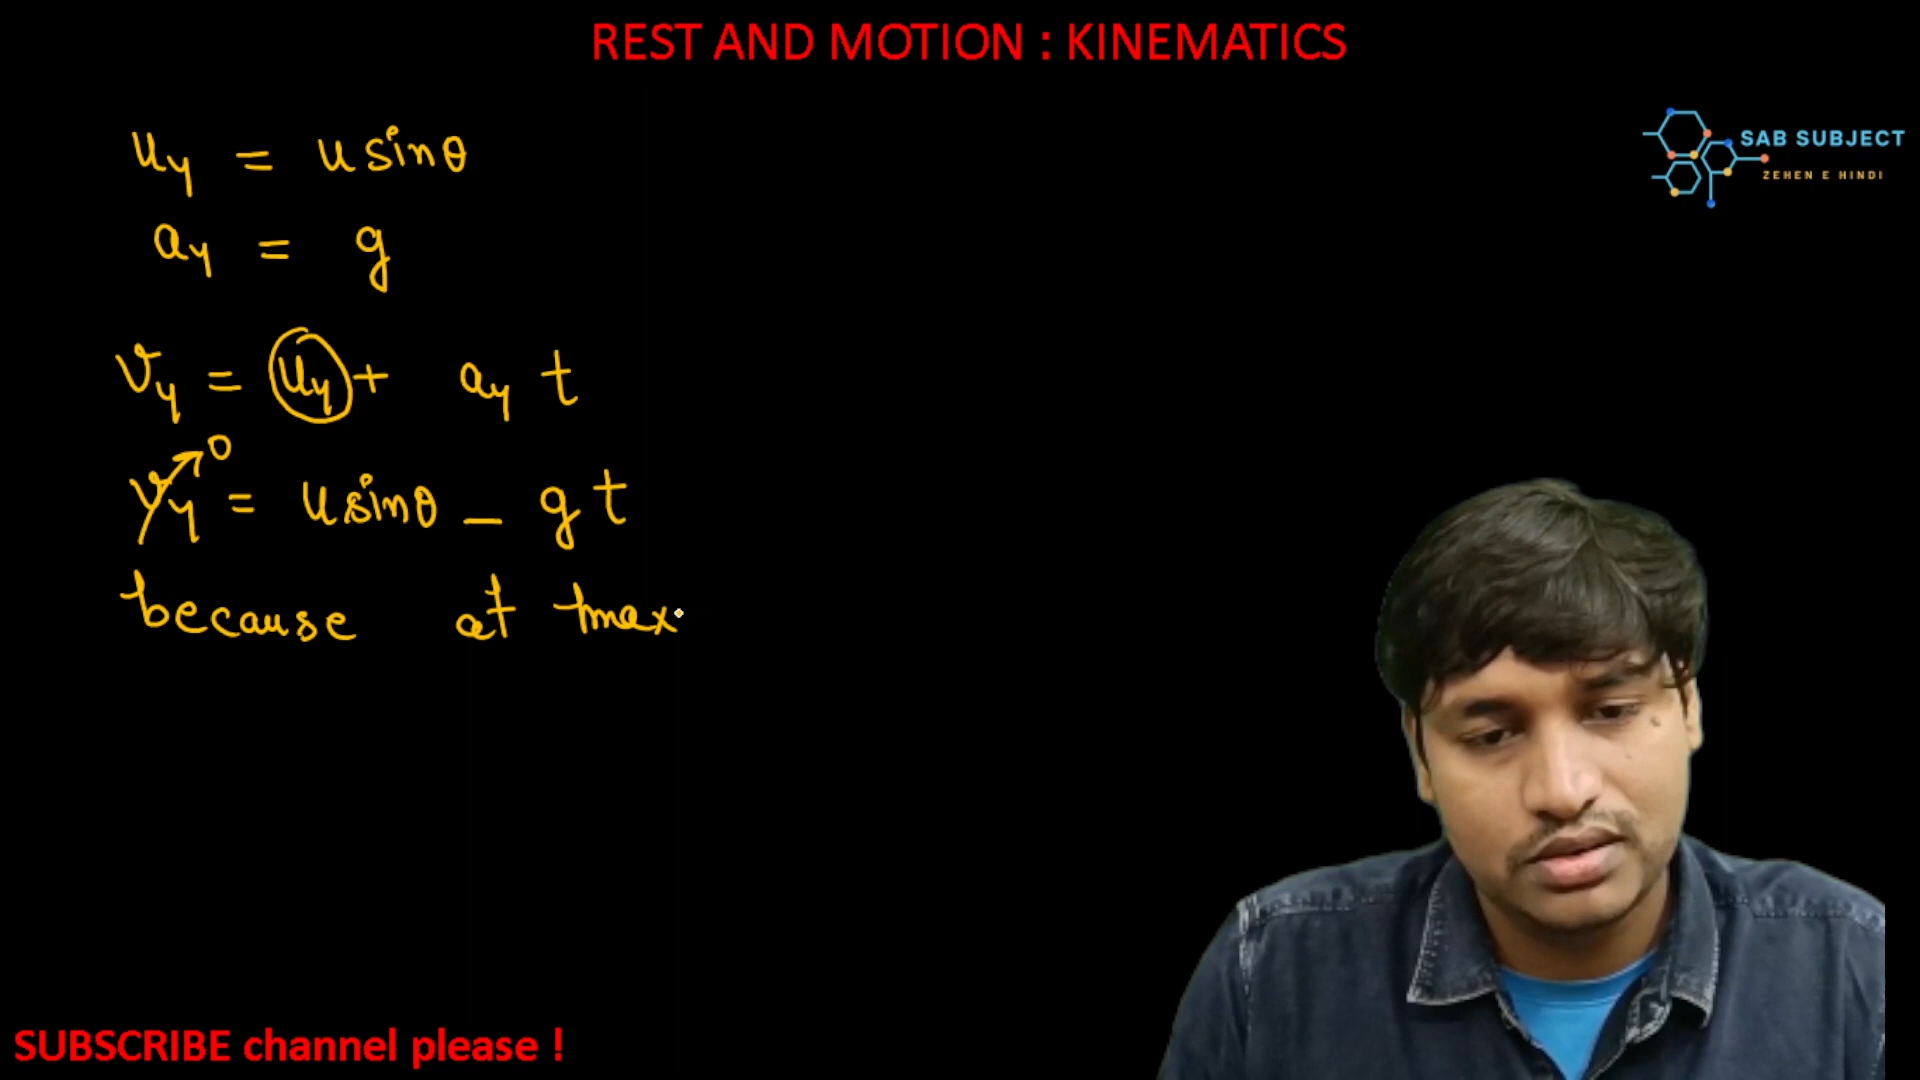 REST AND MOTION : KINEMATICS
SAB SUBJECT
ZEHEN E HINDI
uy = usinθ
ay = g
vy = uy + ay t
vy → 0 = usinθ - gt
because at tmax
SUBSCRIBE channel please !